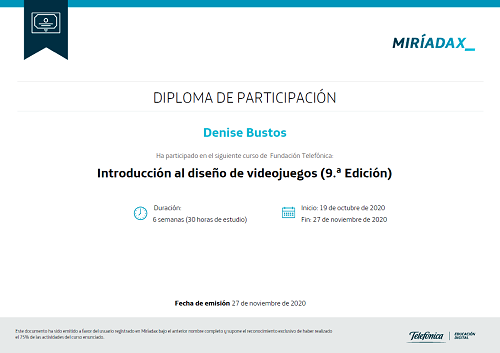 MIRÍADAX_
DIPLOMA DE PARTICIPACIÓN
Denise Bustos
Ha participado en el siguiente curso de Fundación Telefónica:
Introducción al diseño de videojuegos (9.ª Edición)
Duración:
6 semanas (30 horas de estudio)
Inicio: 19 de octubre de 2020
Fin: 27 de noviembre de 2020
Fecha de emisión 27 de noviembre de 2020
Este documento ha sido emitido a favor del usuario registrado en Miríadax bajo el anterior nombre completo y supone el reconocimiento exclusivo de haber realizado
el 75% de las actividades del curso enunciado.
Telefónica
EDUCACIÓN
DIGITAL